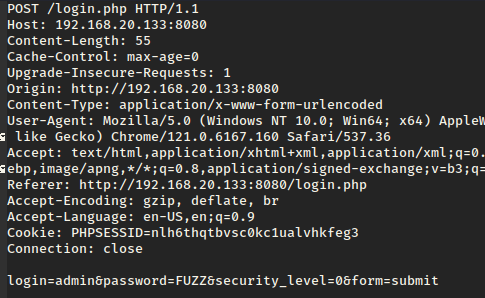 POST /login.php HTTP/1.1
Host: 192.168.20.133:8080
Content-Length: 55
Cache-Control: max-age=0
Upgrade-Insecure-Requests: 1
Origin: http://192.168.20.133:8080
Content-Type: application/x-www-form-urlencoded
User-Agent: Mozilla/5.0 (Windows NT 10.0; Win64; x64) AppleW
like Gecko) Chrome/121.0.6167.160 Safari/537.36
Accept: text/html,application/xhtml+xml,application/xml;q=0.
ebp,image/apng,*/*;q=0.8,application/signed-exchange;v=b3;q=
Referer: http://192.168.20.133:8080/login.php
Accept-Encoding: gzip, deflate, br
Accept-Language: en-US,en;q=0.9
Cookie: PHPSESSID=nlh6thqtbvsc0kc1ualvhkfeg3
Connection: close

login=admin&password=FUZZ&security_level=0&form=submit